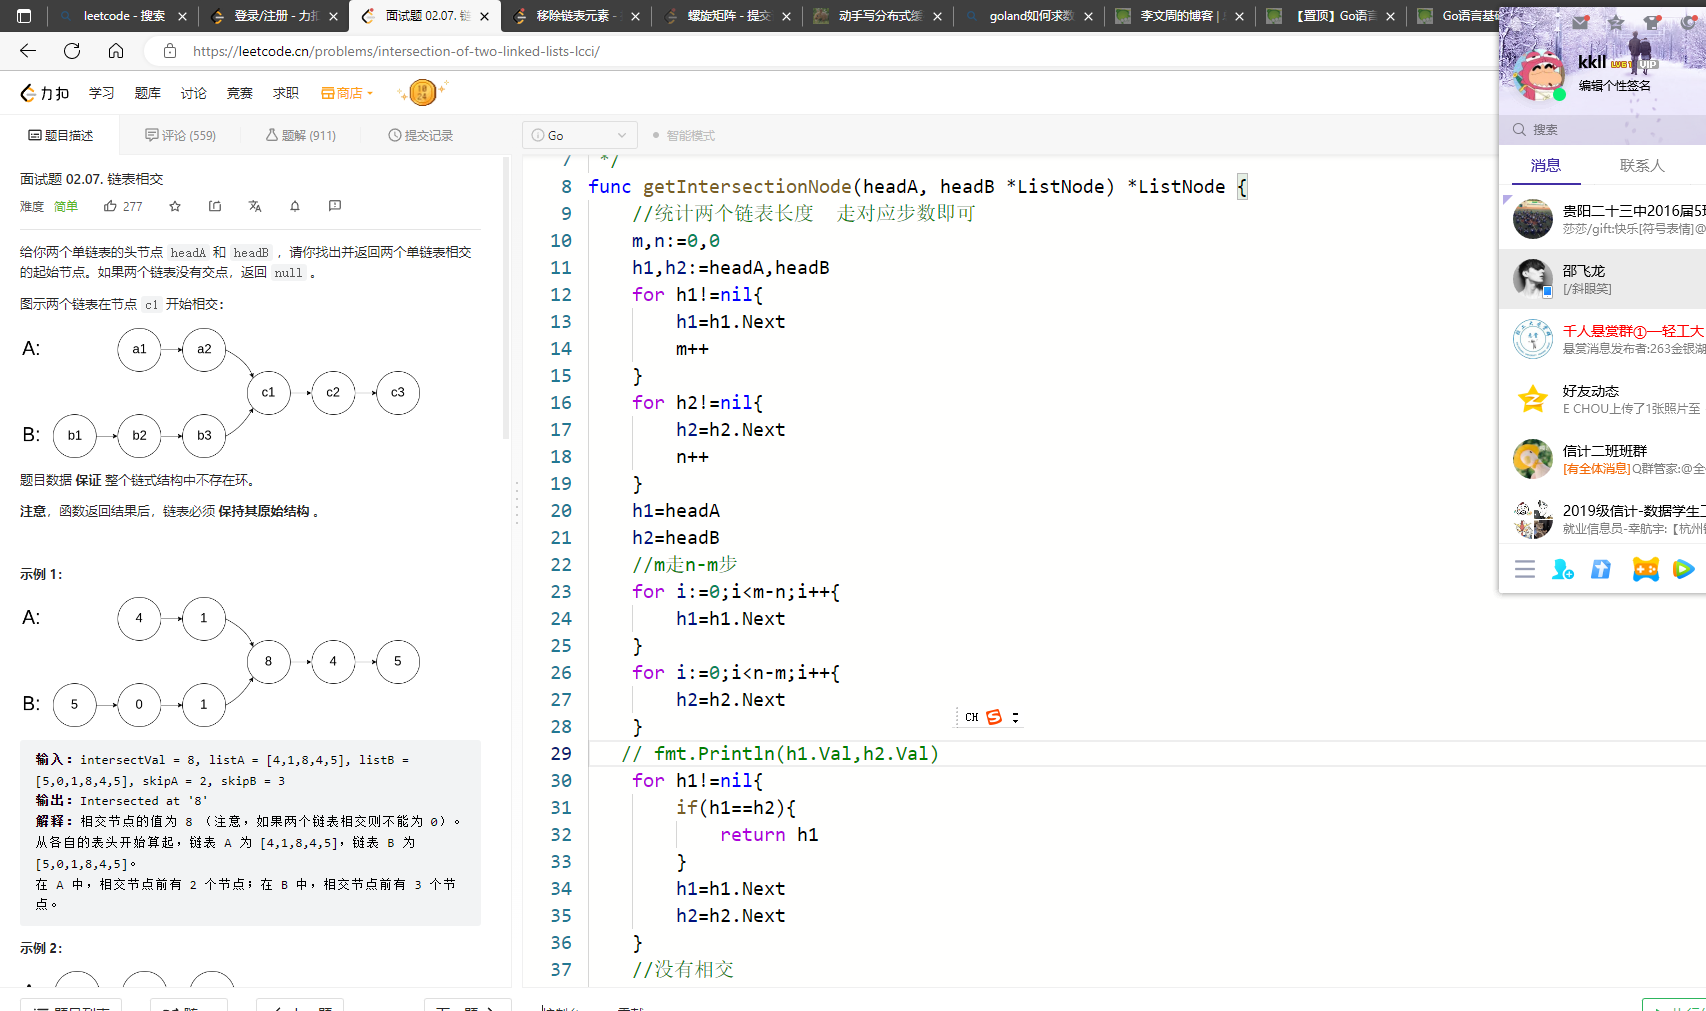 leetcode - 搜索
登录/注册 - 力扣
面试题 02.07. 链
移除链表元素 -
螺旋矩阵 - 提交
动手写分布式缓
goland如何求数
李文周的博客 |
【置顶】Go语言
Go语言基础
https://leetcode.cn/problems/intersection-of-two-linked-lists-lcci/
力扣 学习 题库 讨论 竞赛 求职 商店
题目描述 评论 (559) 题解 (911) 提交记录
面试题 02.07. 链表相交
难度 简单 277
给你两个单链表的头节点 headA 和 headB ，请你找出并返回两个单链表相交
的起始节点。如果两个链表没有交点，返回 null 。
图示两个链表在节点 c1 开始相交：
A: a1 a2
c1 c2 c3
B: b1 b2 b3
题目数据 保证 整个链式结构中不存在环。
注意，函数返回结果后，链表必须 保持其原始结构 。
示例 1：
A: 4 1
8 4 5
B: 5 0 1
输入：intersectVal = 8, listA = [4,1,8,4,5], listB =
[5,0,1,8,4,5], skipA = 2, skipB = 3
输出：Intersected at '8'
解释：相交节点的值为 8 （注意，如果两个链表相交则不能为 0）。
从各自的表头开始算起，链表 A 为 [4,1,8,4,5]，链表 B 为
[5,0,1,8,4,5]。
在 A 中，相交节点前有 2 个节点；在 B 中，相交节点前有 3 个节
点。
示例 2：
Go 智能模式
7 */
8 func getIntersectionNode(headA, headB *ListNode) *ListNode {
9 //统计两个链表长度 走对应步数即可
10 m,n:=0,0
11 h1,h2:=headA,headB
12 for h1!=nil{
13 h1=h1.Next
14 m++
15 }
16 for h2!=nil{
17 h2=h2.Next
18 n++
19 }
20 h1=headA
21 h2=headB
22 //m走n-m步
23 for i:=0;i<m-n;i++{
24 h1=h1.Next
25 }
26 for i:=0;i<n-m;i++{
27 h2=h2.Next
28 }
29 // fmt.Println(h1.Val,h2.Val)
30 for h1!=nil{
31 if(h1==h2){
32 return h1
33 }
34 h1=h1.Next
35 h2=h2.Next
36 }
37 //没有相交
CH
kkll VIP
编辑个性签名
搜索
消息 联系人
贵阳二十三中2016届5班
莎莎/gift:快乐[符号表情]@
邵飞龙
[/斜眼笑]
千人悬赏群①—轻工大
悬赏消息发布者:263金银湖
好友动态
E CHOU上传了1张照片至
信计二班班群
[有全体消息]Q群管家:@全
2019级信计-数据学生工
就业信息员-幸航宇:【杭州